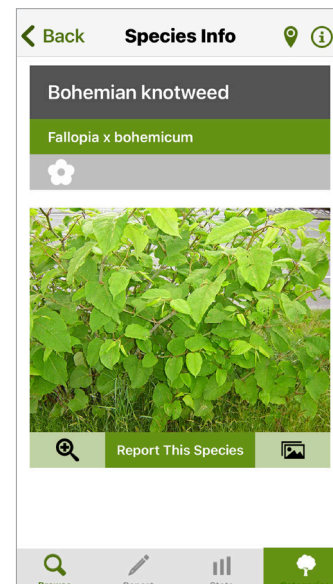 Back Species Info
Bohemian knotweed
Fallopia x bohemicum
Report This Species